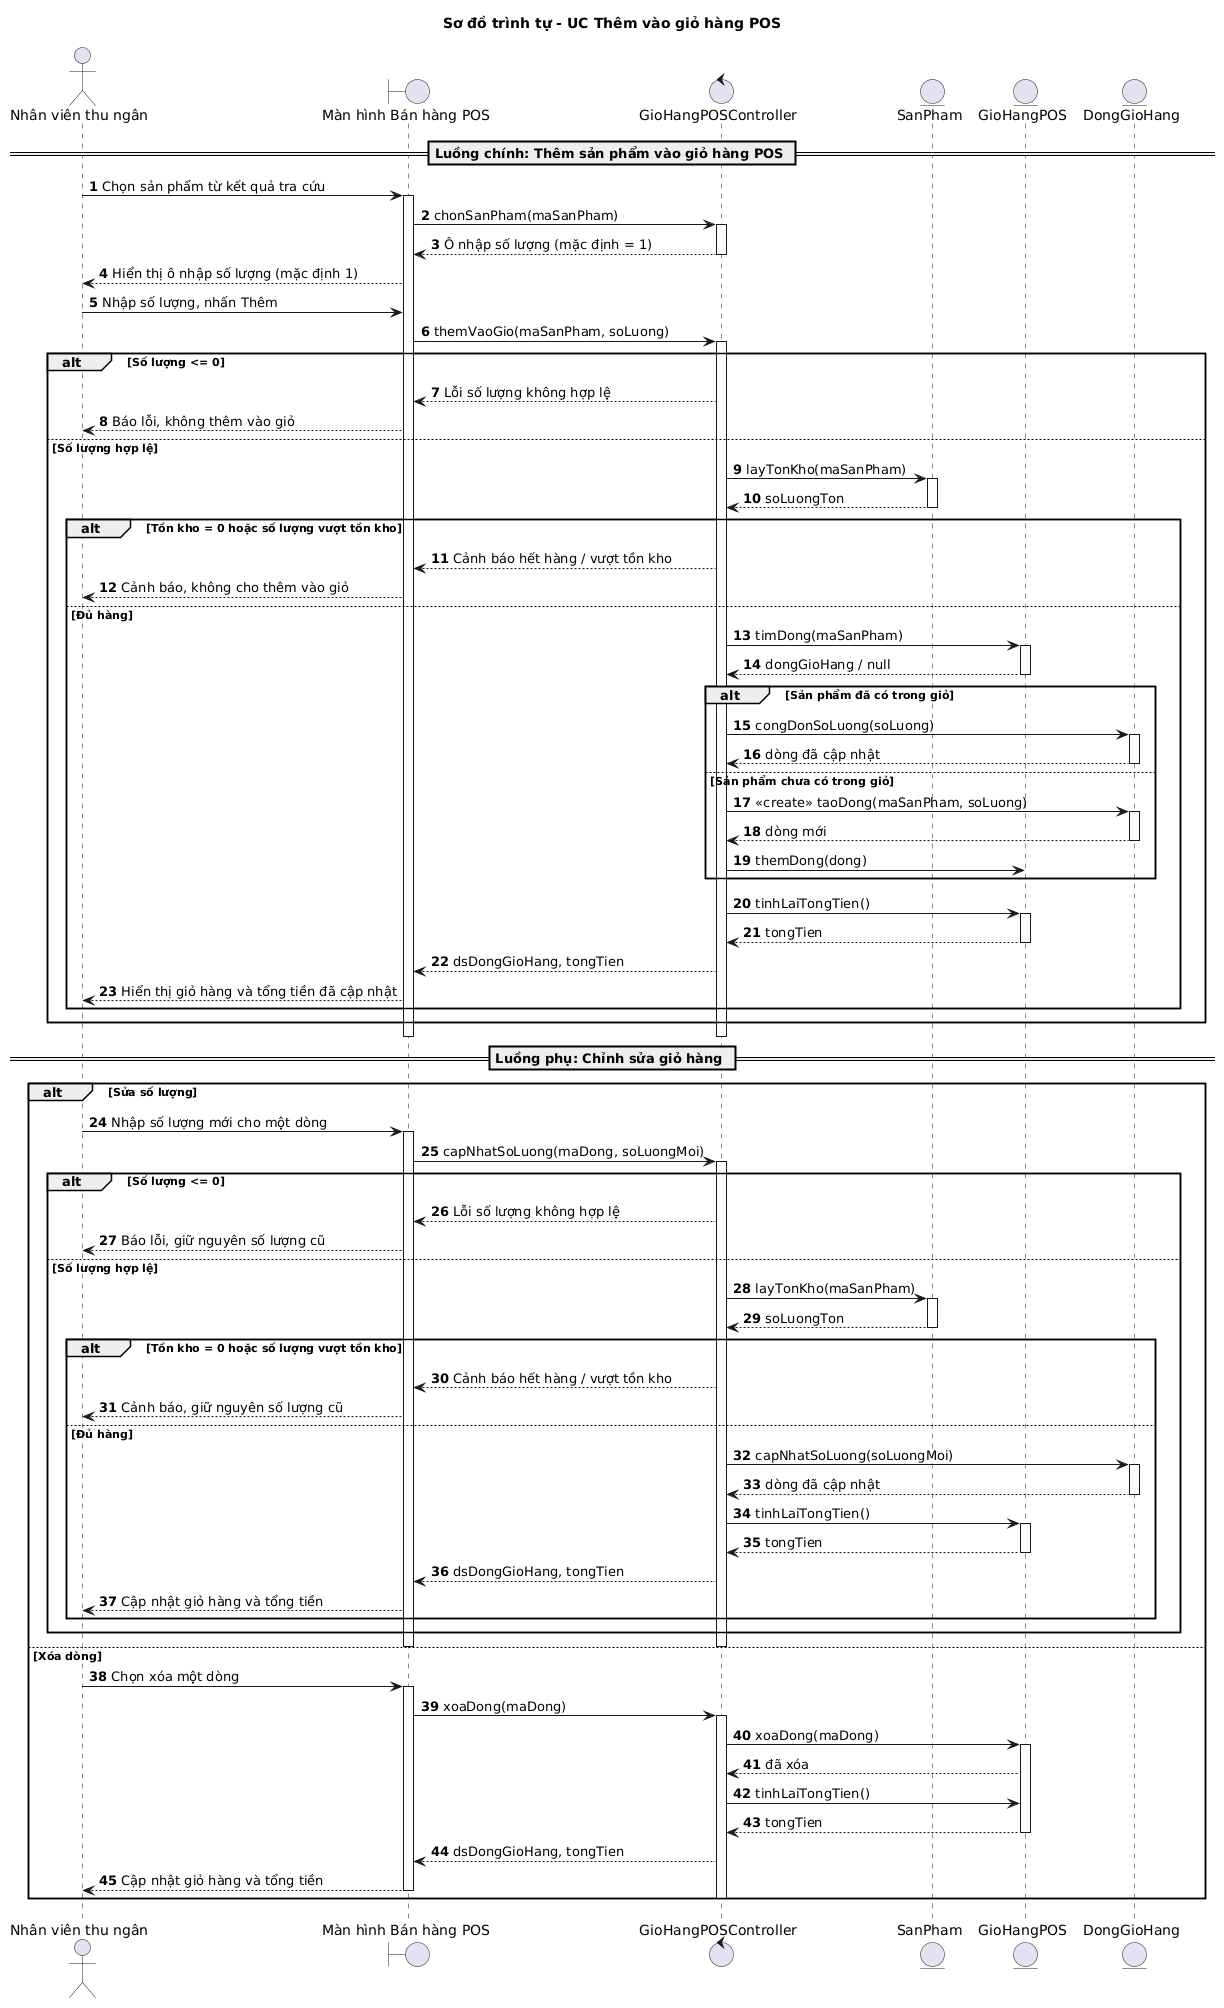 Sơ đồ trình tự - UC Thêm vào giỏ hàng POS
Nhân viên thu ngân
Màn hình Bán hàng POS
GioHangPOSController
SanPham
GioHangPOS
DongGioHang
Luồng chính: Thêm sản phẩm vào giỏ hàng POS
1 Chọn sản phẩm từ kết quả tra cứu
2 chonSanPham(maSanPham)
3 Ô nhập số lượng (mặc định = 1)
4 Hiển thị ô nhập số lượng (mặc định 1)
5 Nhập số lượng, nhấn Thêm
6 themVaoGio(maSanPham, soLuong)
alt [Số lượng <= 0]
7 Lỗi số lượng không hợp lệ
8 Báo lỗi, không thêm vào giỏ
[Số lượng hợp lệ]
9 layTonKho(maSanPham)
10 soLuongTon
alt [Tồn kho = 0 hoặc số lượng vượt tồn kho]
11 Cảnh báo hết hàng / vượt tồn kho
12 Cảnh báo, không cho thêm vào giỏ
[Đủ hàng]
13 timDong(maSanPham)
14 dongGioHang / null
alt [Sản phẩm đã có trong giỏ]
15 congDonSoLuong(soLuong)
16 dòng đã cập nhật
[Sản phẩm chưa có trong giỏ]
17 «create» taoDong(maSanPham, soLuong)
18 dòng mới
19 themDong(dong)
20 tinhLaiTongTien()
21 tongTien
22 dsDongGioHang, tongTien
23 Hiển thị giỏ hàng và tổng tiền đã cập nhật
Luồng phụ: Chỉnh sửa giỏ hàng
alt [Sửa số lượng]
24 Nhập số lượng mới cho một dòng
25 capNhatSoLuong(maDong, soLuongMoi)
alt [Số lượng <= 0]
26 Lỗi số lượng không hợp lệ
27 Báo lỗi, giữ nguyên số lượng cũ
[Số lượng hợp lệ]
28 layTonKho(maSanPham)
29 soLuongTon
alt [Tồn kho = 0 hoặc số lượng vượt tồn kho]
30 Cảnh báo hết hàng / vượt tồn kho
31 Cảnh báo, giữ nguyên số lượng cũ
[Đủ hàng]
32 capNhatSoLuong(soLuongMoi)
33 dòng đã cập nhật
34 tinhLaiTongTien()
35 tongTien
36 dsDongGioHang, tongTien
37 Cập nhật giỏ hàng và tổng tiền
[Xóa dòng]
38 Chọn xóa một dòng
39 xoaDong(maDong)
40 xoaDong(maDong)
41 đã xóa
42 tinhLaiTongTien()
43 tongTien
44 dsDongGioHang, tongTien
45 Cập nhật giỏ hàng và tổng tiền
Nhân viên thu ngân
Màn hình Bán hàng POS
GioHangPOSController
SanPham
GioHangPOS
DongGioHang